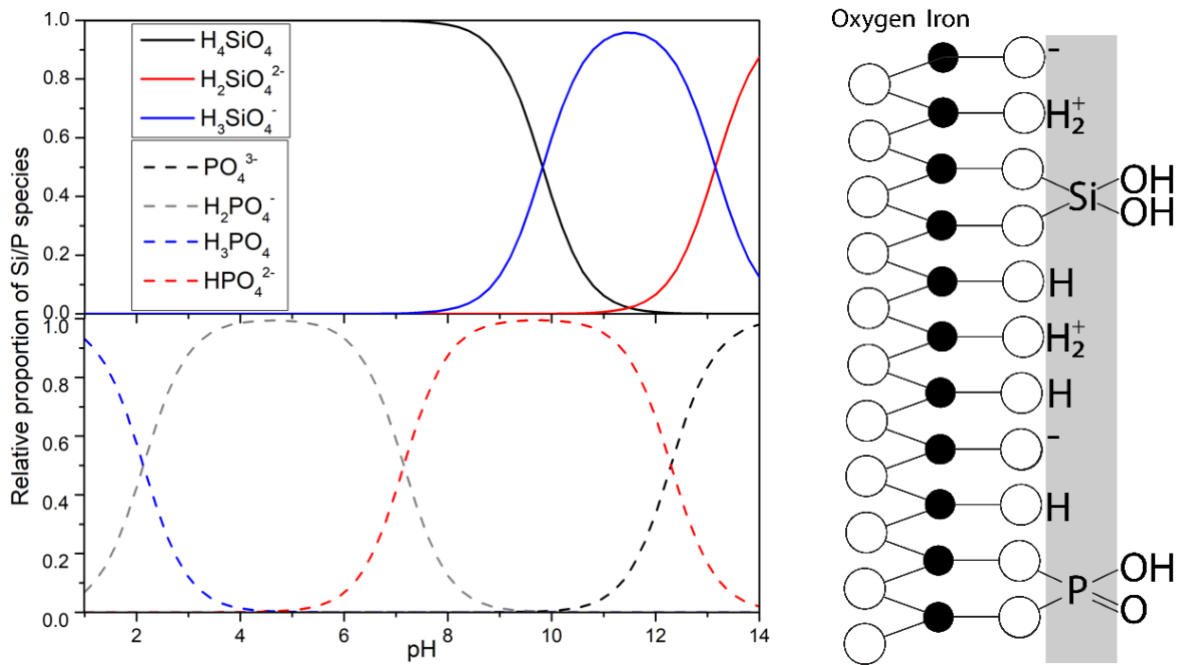 Relative proportion of Si/P species
1.0
0.8
0.6
0.4
0.2
0.0
H₄SiO₄
H₂SiO₄²⁻
H₃SiO₄⁻
PO₄³⁻
H₂PO₄⁻
H₃PO₄
HPO₄²⁻
1.0
0.8
0.6
0.4
0.2
0.0
2 4 6 8 10 12 14
pH
Oxygen Iron
-
H₂⁺
Si OH
OH
H
H₂⁺
H
-
H
P OH
O